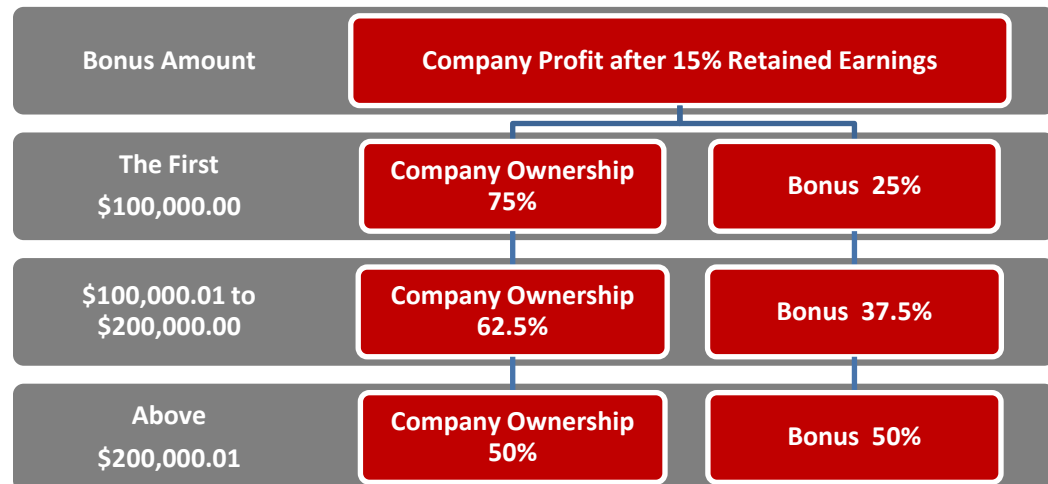 Bonus Amount
Company Profit after 15% Retained Earnings
The First
$100,000.00
Company Ownership
75%
Bonus  25%
$100,000.01 to
$200,000.00
Company Ownership
62.5%
Bonus  37.5%
Above
$200,000.01
Company Ownership
50%
Bonus  50%